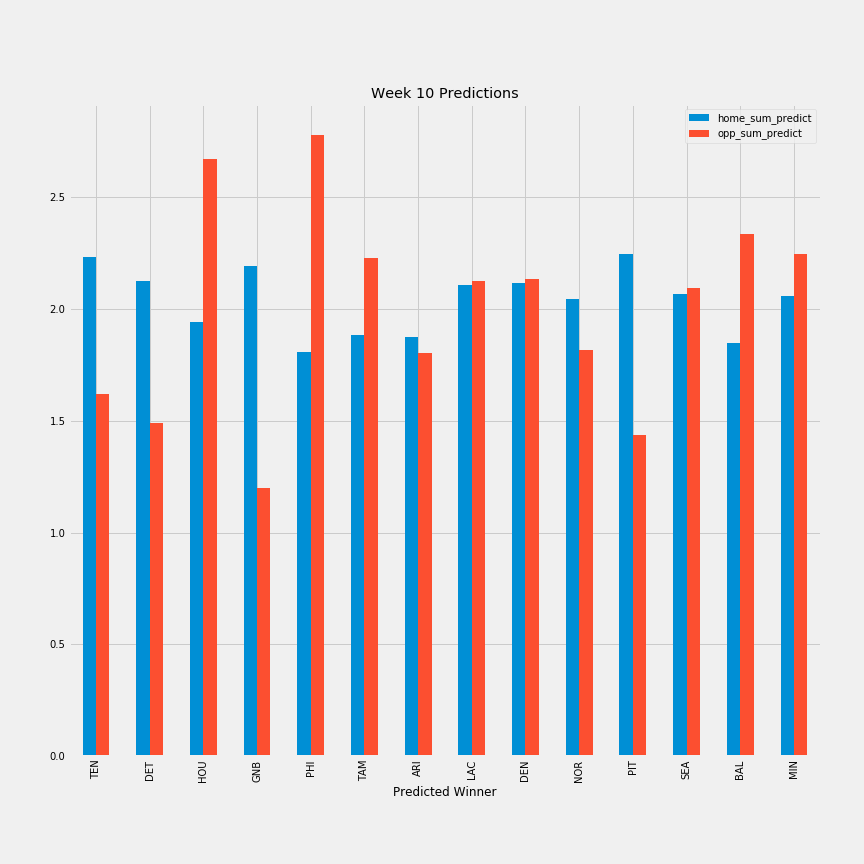 Week 10 Predictions
home_sum_predict
opp_sum_predict
2.5
2.0
1.5
1.0
0.5
0.0
TEN
DET
HOU
GNB
PHI
TAM
ARI
LAC
DEN
NOR
PIT
SEA
BAL
MIN
Predicted Winner